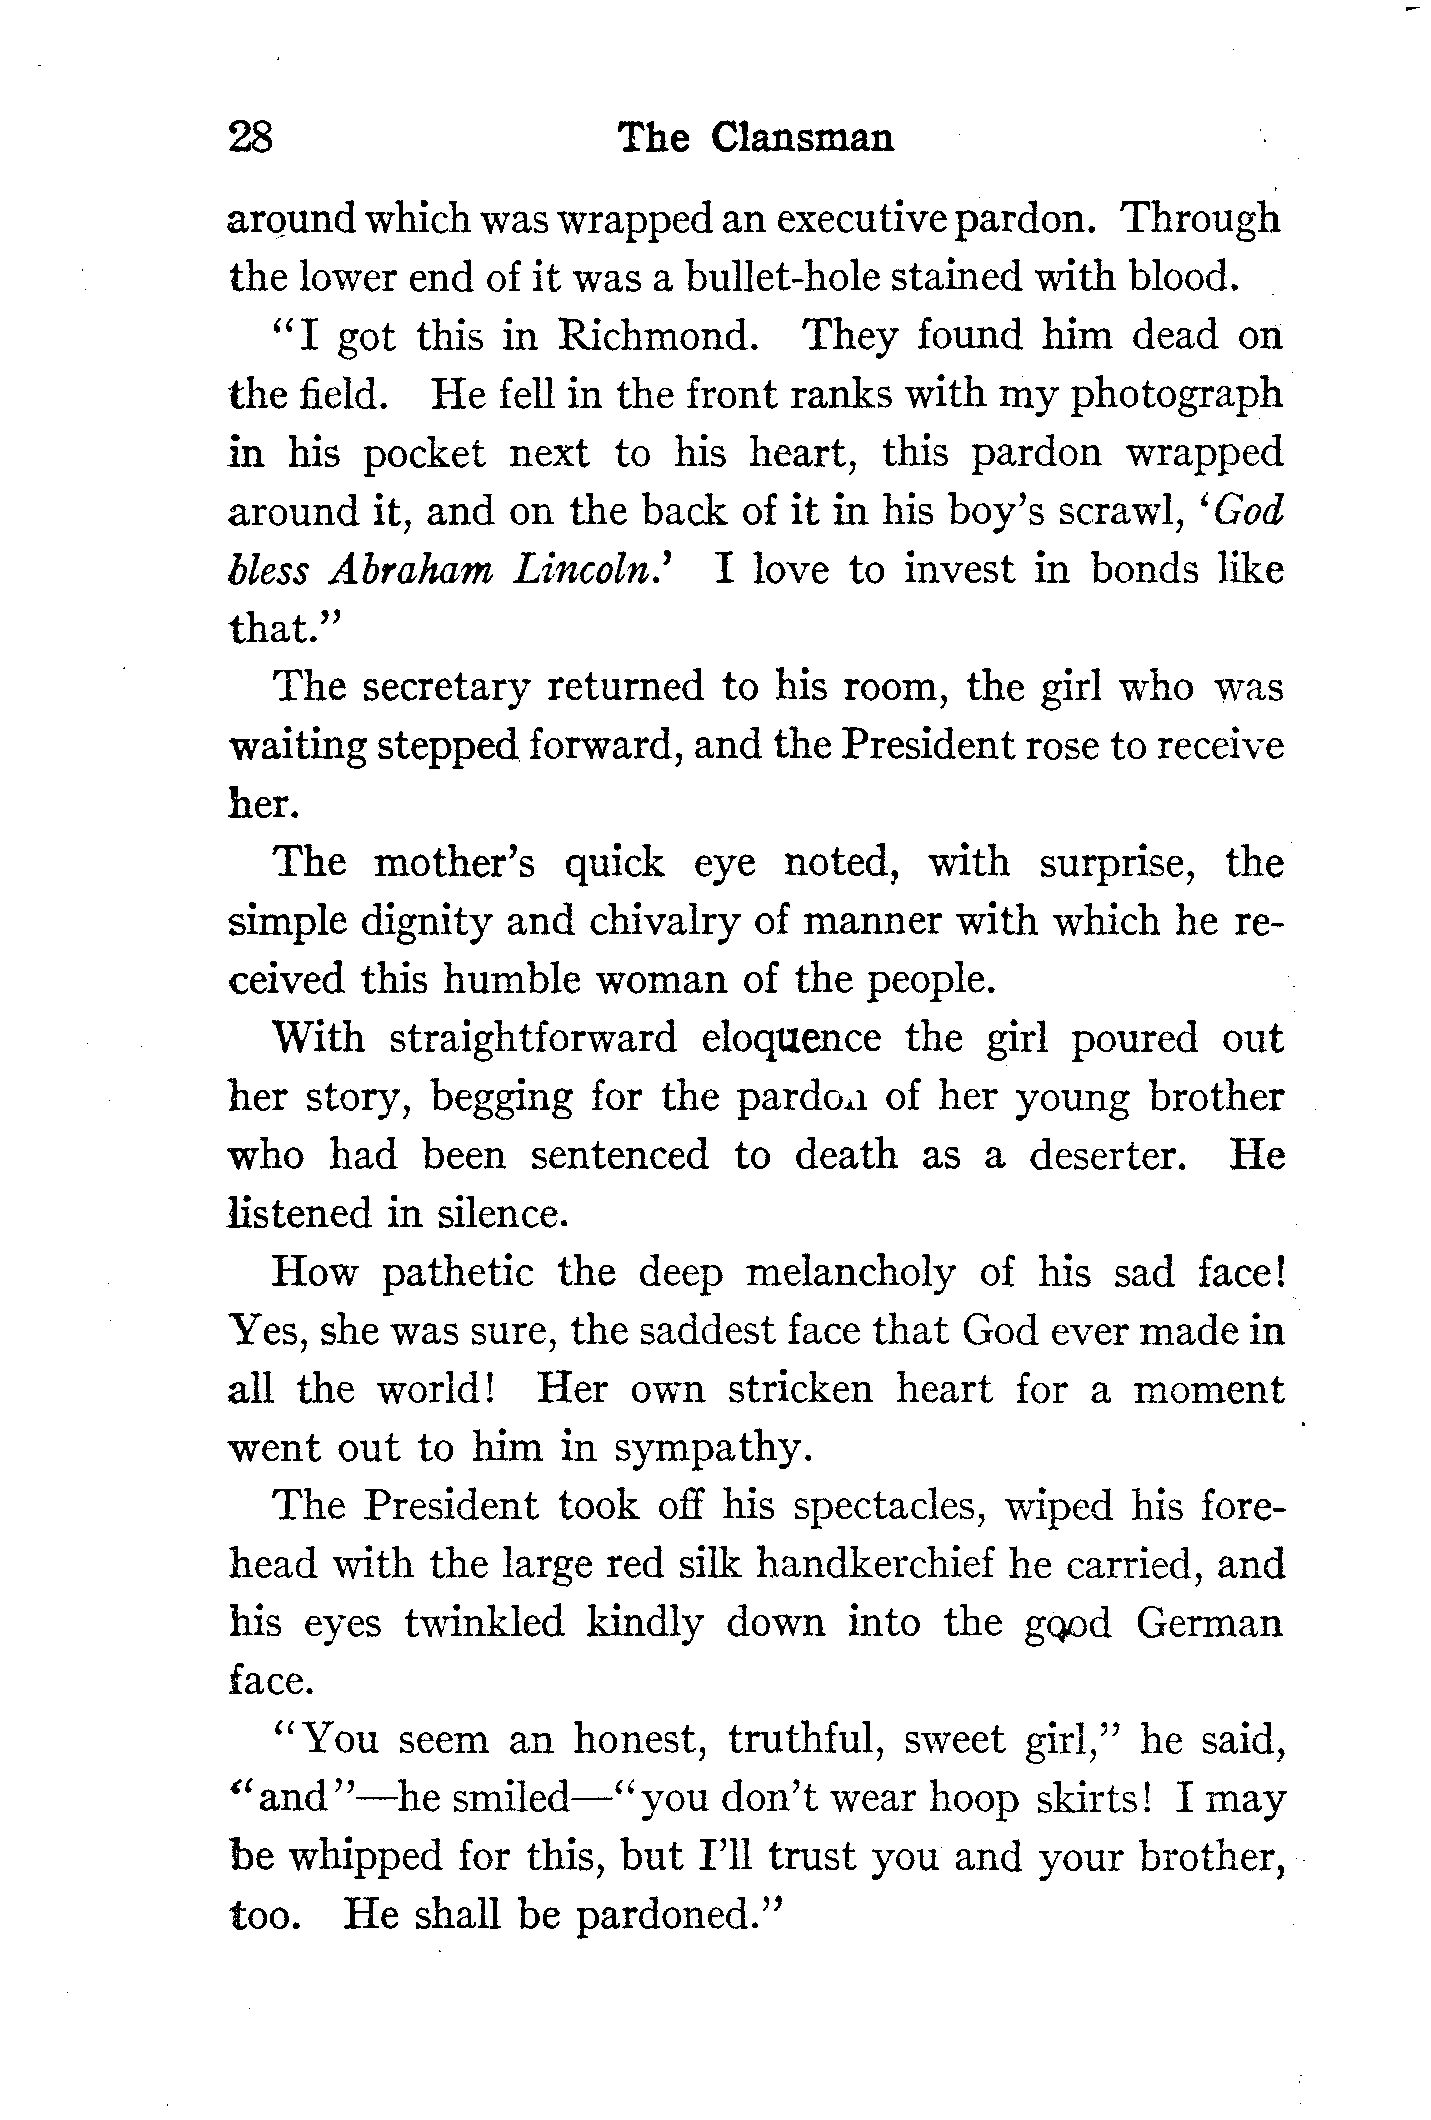 28 The Clansman
around which was wrapped an executive pardon. Through
the lower end of it was a bullet-hole stained with blood.
"I got this in Richmond. They found him dead on
the field. He fell in the front ranks with my photograph
in his pocket next to his heart, this pardon wrapped
around it, and on the back of it in his boy's scrawl, 'God
bless Abraham Lincoln.' I love to invest in bonds like
that."
The secretary returned to his room, the girl who was
waiting stepped forward, and the President rose to receive
her.
The mother's quick eye noted, with surprise, the
simple dignity and chivalry of manner with which he re-
ceived this humble woman of the people.
With straightforward eloquence the girl poured out
her story, begging for the pardon of her young brother
who had been sentenced to death as a deserter. He
listened in silence.
How pathetic the deep melancholy of his sad face!
Yes, she was sure, the saddest face that God ever made in
all the world! Her own stricken heart for a moment
went out to him in sympathy.
The President took off his spectacles, wiped his fore-
head with the large red silk handkerchief he carried, and
his eyes twinkled kindly down into the good German
face.
"You seem an honest, truthful, sweet girl," he said,
"and"—he smiled—"you don't wear hoop skirts! I may
be whipped for this, but I'll trust you and your brother,
too. He shall be pardoned."